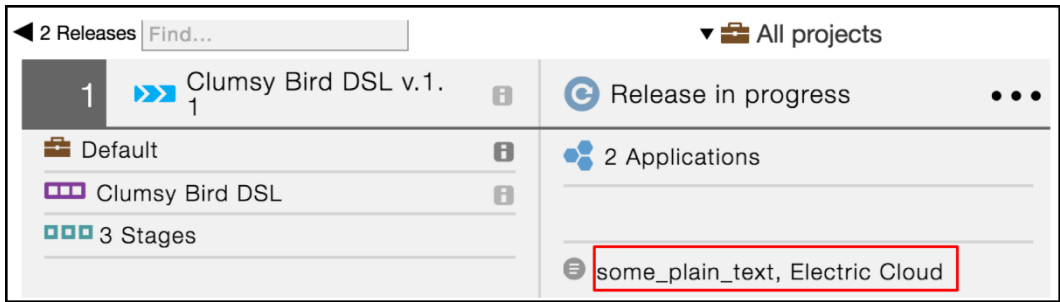 2 Releases Find...
All projects
1 Clumsy Bird DSL v.1.
1
Release in progress
Default
2 Applications
Clumsy Bird DSL
3 Stages
some_plain_text, Electric Cloud